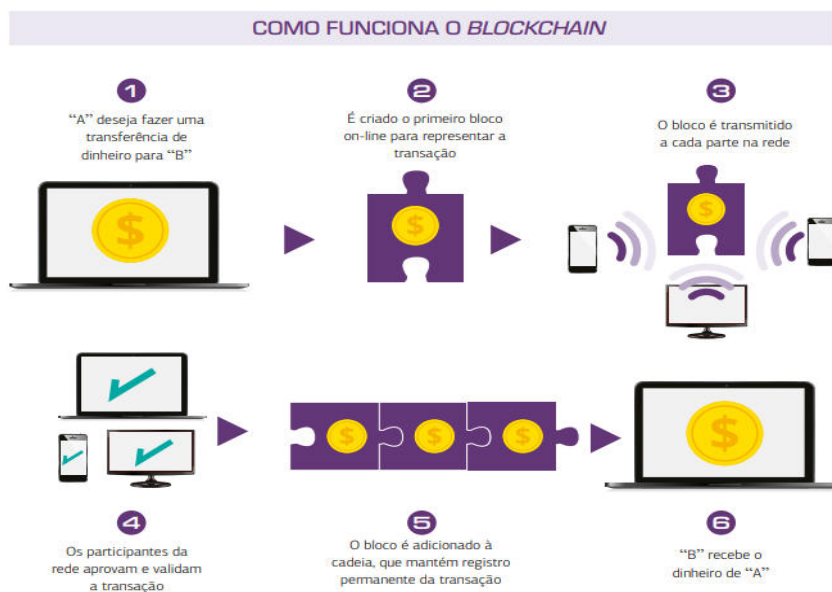 COMO FUNCIONA O BLOCKCHAIN
1
“A” deseja fazer uma
transferência de
dinheiro para “B”
$
2
É criado o primeiro bloco
on-line para representar a
transação
$
3
O bloco é transmitido
a cada parte na rede
$
4
Os participantes da
rede aprovam e validam
a transação
$ $ $
5
O bloco é adicionado à
cadeia, que mantém registro
permanente da transação
$
6
“B” recebe o
dinheiro de “A”